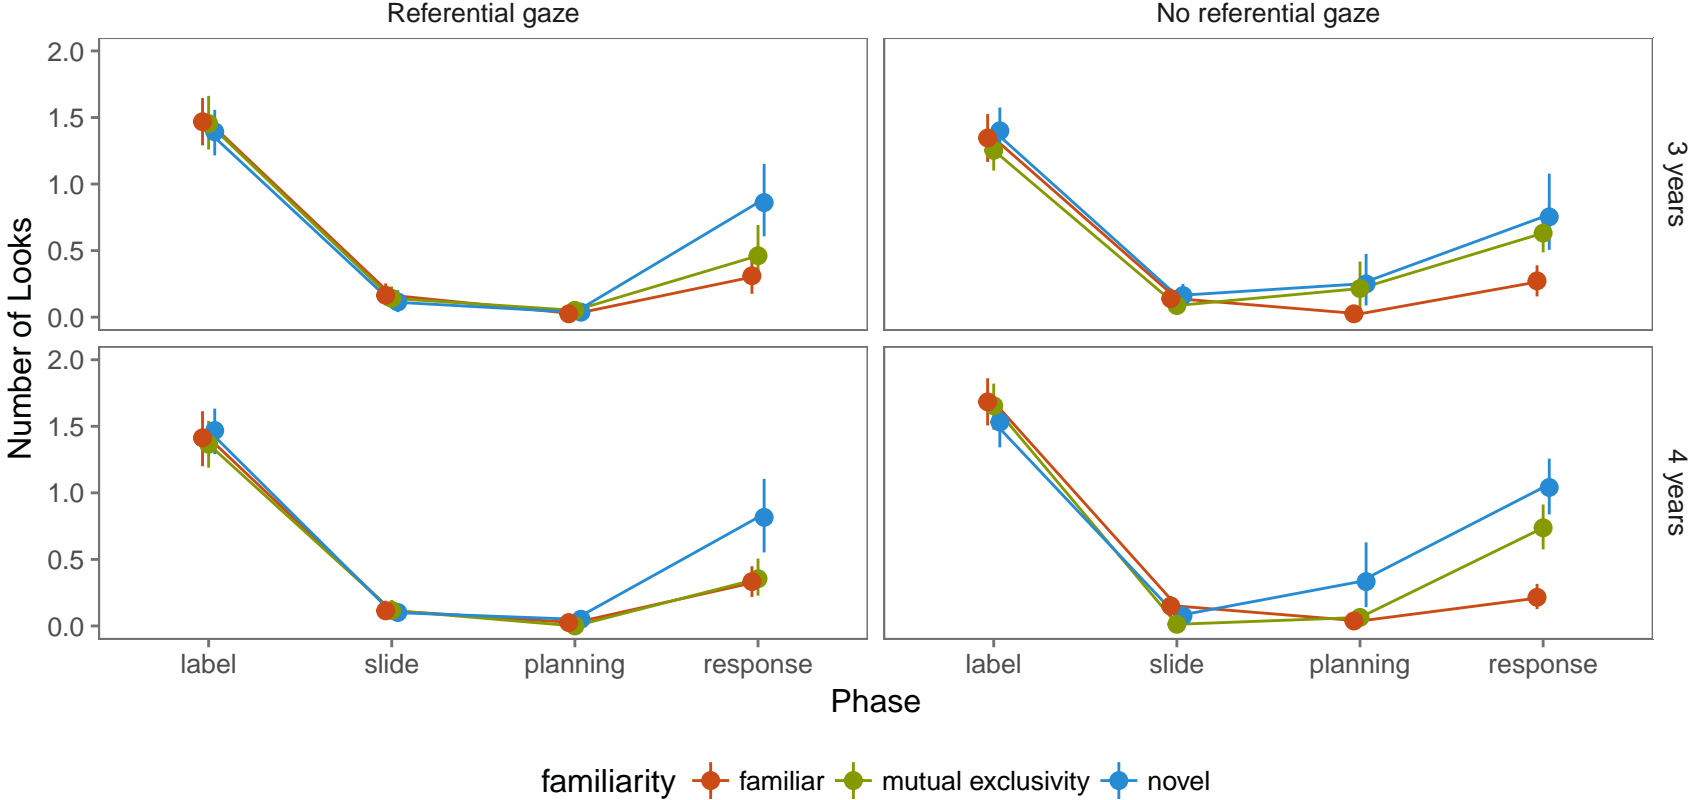 Referential gaze
No referential gaze
2.0
1.5
1.0
0.5
0.0
3 years
2.0
1.5
1.0
0.5
0.0
4 years
Number of Looks
label slide planning response
label slide planning response
Phase
familiarity familiar mutual exclusivity novel